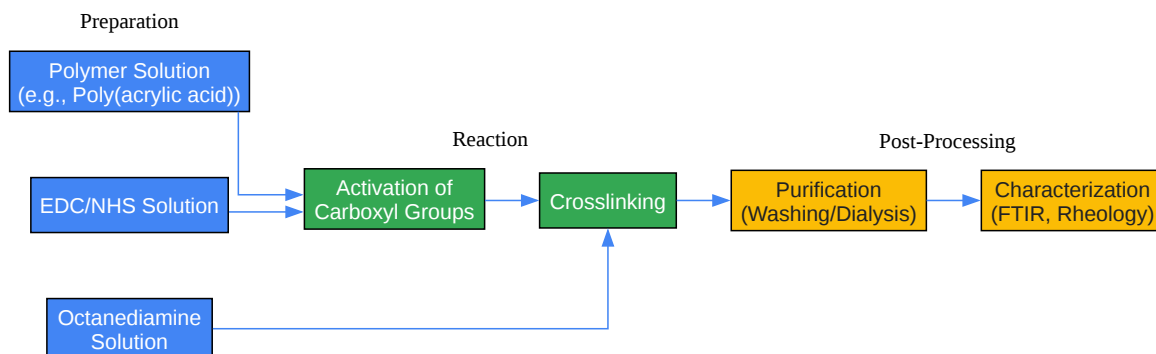 Preparation
Polymer Solution
(e.g., Poly(acrylic acid))
EDC/NHS Solution
Octanediamine
Solution
Reaction
Activation of
Carboxyl Groups
Crosslinking
Post-Processing
Purification
(Washing/Dialysis)
Characterization
(FTIR, Rheology)